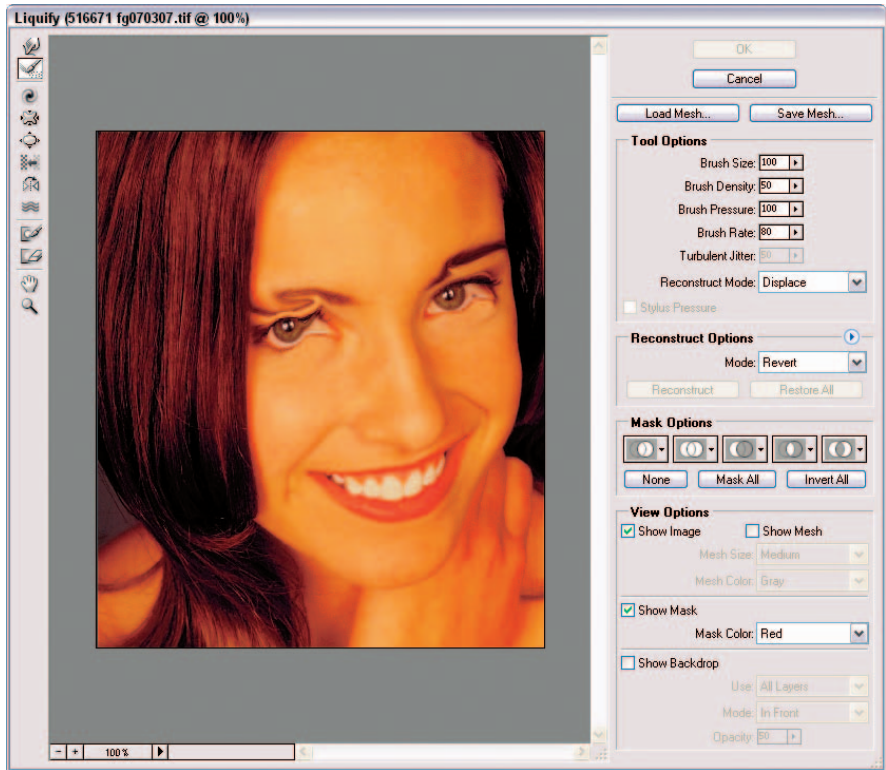 Liquify (516671 fg070307.tif @ 100%)
OK
Cancel
Load Mesh... Save Mesh...
Tool Options
Brush Size: 100
Brush Density: 50
Brush Pressure: 100
Brush Rate: 80
Turbulent Jitter: 50
Reconstruct Mode: Displace
Stylus Pressure
Reconstruct Options
Mode: Revert
Reconstruct Restore All
Mask Options
None Mask All Invert All
View Options
Show Image Show Mesh
Mesh Size: Medium
Mesh Color: Gray
Show Mask
Mask Color: Red
Show Backdrop
Use: All Layers
Mode: In Front
Opacity: 50
- + 100%